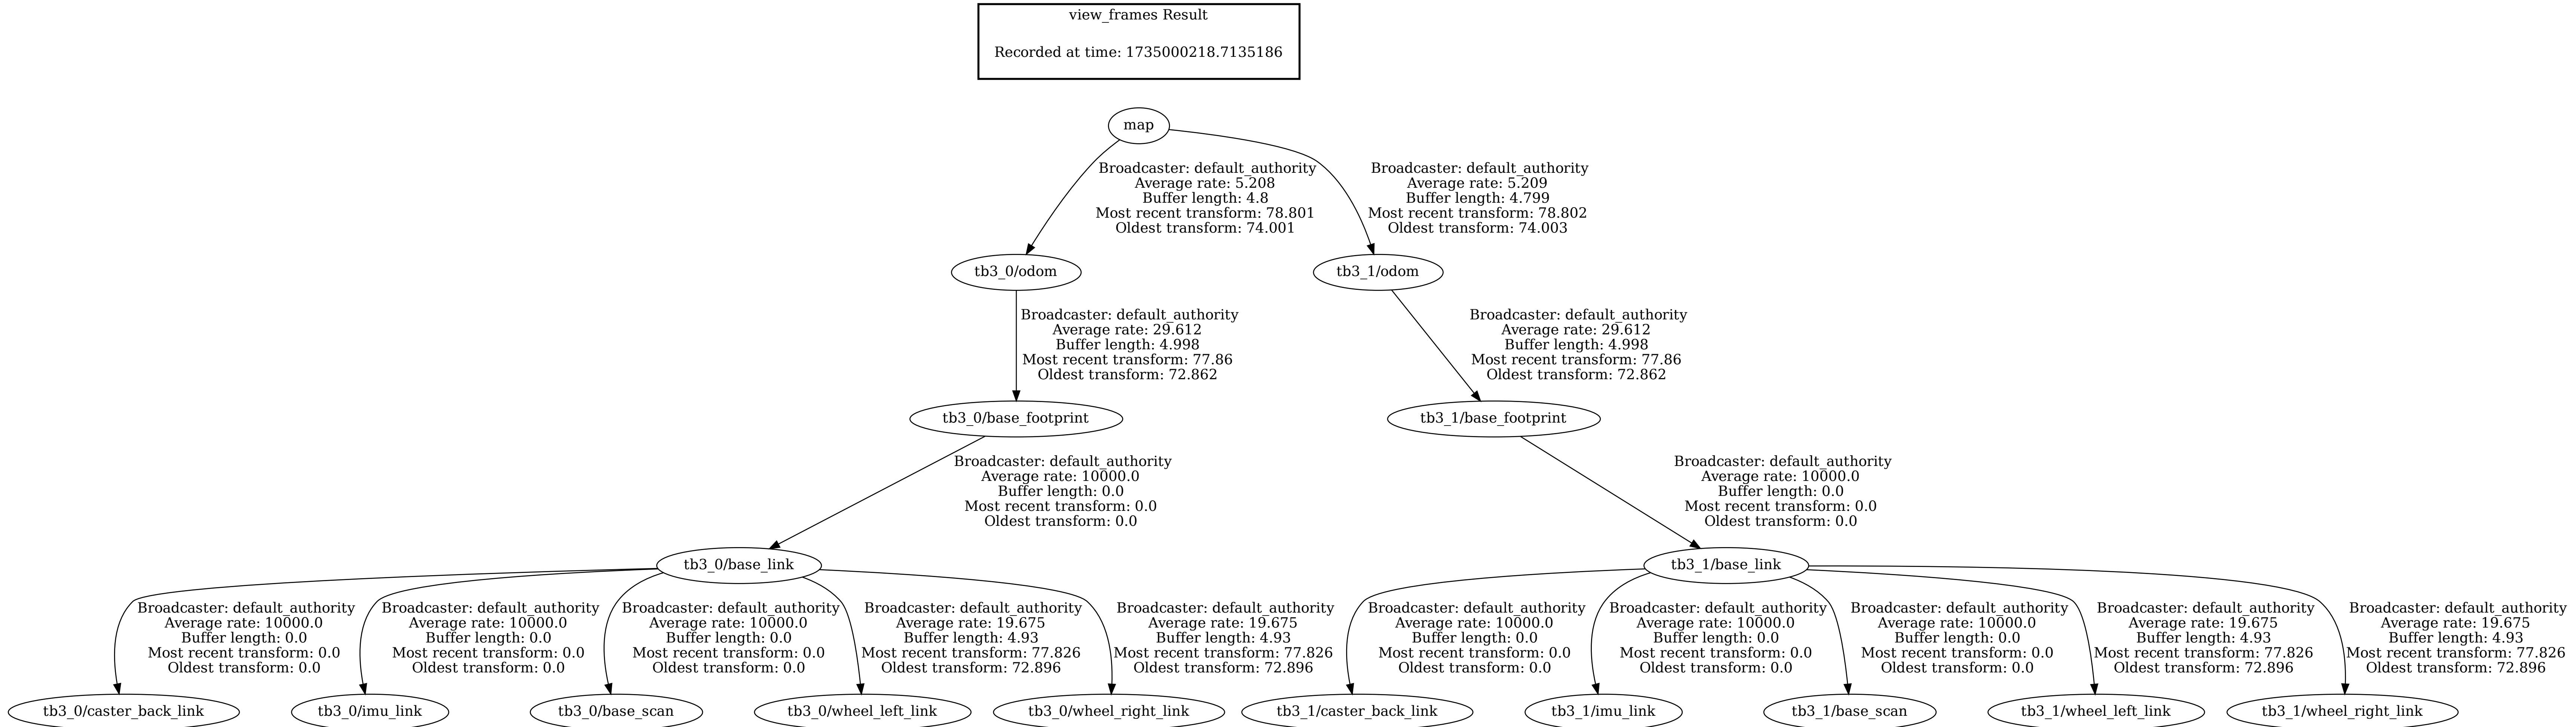 view_frames Result
Recorded at time: 1735000218.7135186
map
Broadcaster: default_authority
Average rate: 5.208
Buffer length: 4.8
Most recent transform: 78.801
Oldest transform: 74.001
Broadcaster: default_authority
Average rate: 5.209
Buffer length: 4.799
Most recent transform: 78.802
Oldest transform: 74.003
tb3_0/odom
tb3_1/odom
Broadcaster: default_authority
Average rate: 29.612
Buffer length: 4.998
Most recent transform: 77.86
Oldest transform: 72.862
Broadcaster: default_authority
Average rate: 29.612
Buffer length: 4.998
Most recent transform: 77.86
Oldest transform: 72.862
tb3_0/base_footprint
tb3_1/base_footprint
Broadcaster: default_authority
Average rate: 10000.0
Buffer length: 0.0
Most recent transform: 0.0
Oldest transform: 0.0
Broadcaster: default_authority
Average rate: 10000.0
Buffer length: 0.0
Most recent transform: 0.0
Oldest transform: 0.0
tb3_0/base_link
tb3_1/base_link
Broadcaster: default_authority
Average rate: 10000.0
Buffer length: 0.0
Most recent transform: 0.0
Oldest transform: 0.0
Broadcaster: default_authority
Average rate: 10000.0
Buffer length: 0.0
Most recent transform: 0.0
Oldest transform: 0.0
Broadcaster: default_authority
Average rate: 10000.0
Buffer length: 0.0
Most recent transform: 0.0
Oldest transform: 0.0
Broadcaster: default_authority
Average rate: 19.675
Buffer length: 4.93
Most recent transform: 77.826
Oldest transform: 72.896
Broadcaster: default_authority
Average rate: 19.675
Buffer length: 4.93
Most recent transform: 77.826
Oldest transform: 72.896
Broadcaster: default_authority
Average rate: 10000.0
Buffer length: 0.0
Most recent transform: 0.0
Oldest transform: 0.0
Broadcaster: default_authority
Average rate: 10000.0
Buffer length: 0.0
Most recent transform: 0.0
Oldest transform: 0.0
Broadcaster: default_authority
Average rate: 10000.0
Buffer length: 0.0
Most recent transform: 0.0
Oldest transform: 0.0
Broadcaster: default_authority
Average rate: 19.675
Buffer length: 4.93
Most recent transform: 77.826
Oldest transform: 72.896
Broadcaster: default_authority
Average rate: 19.675
Buffer length: 4.93
Most recent transform: 77.826
Oldest transform: 72.896
tb3_0/caster_back_link
tb3_0/imu_link
tb3_0/base_scan
tb3_0/wheel_left_link
tb3_0/wheel_right_link
tb3_1/caster_back_link
tb3_1/imu_link
tb3_1/base_scan
tb3_1/wheel_left_link
tb3_1/wheel_right_link